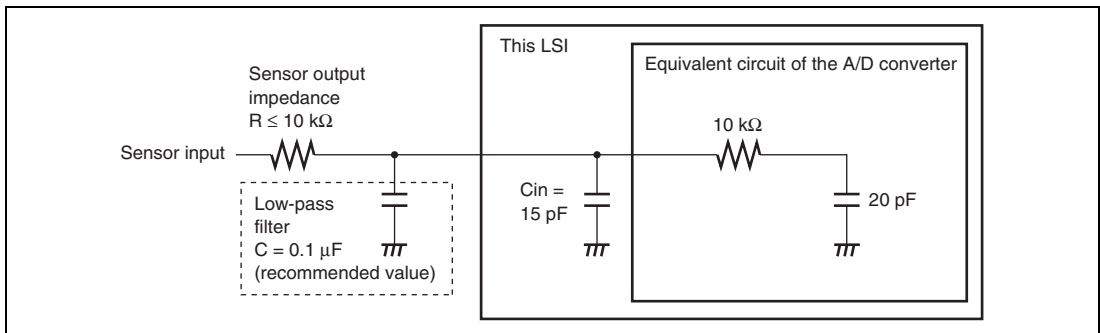 This LSI
Equivalent circuit of the A/D converter
Sensor output
impedance
R ≤ 10 kΩ
10 kΩ
Sensor input
Low-pass
filter
C = 0.1 μF
(recommended value)
Cin =
15 pF
20 pF